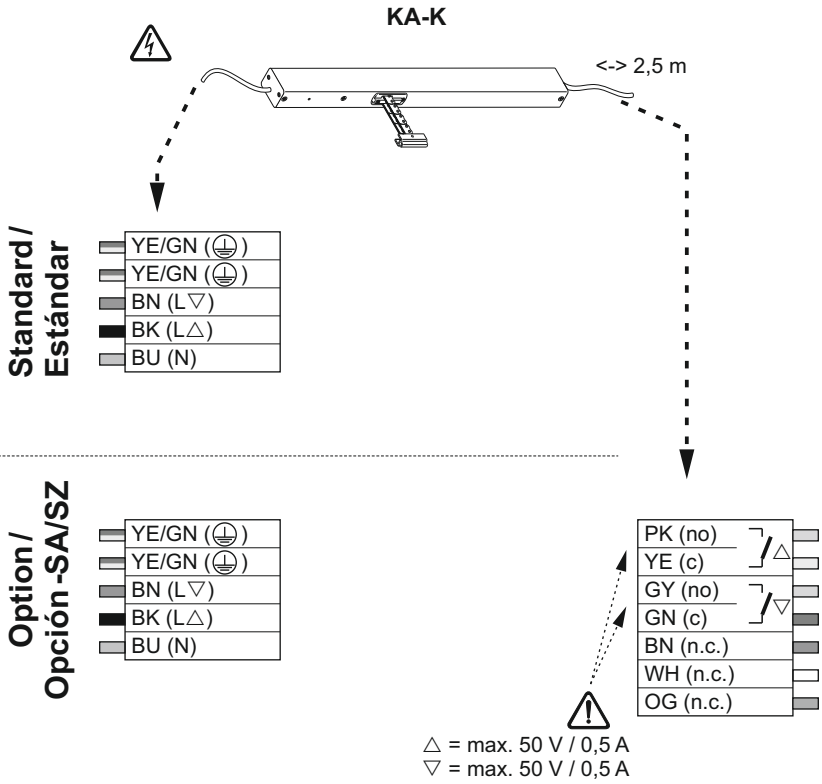 KA-K
<-> 2,5 m
Standard /
Estándar
YE/GN (⏚)
YE/GN (⏚)
BN (L▽)
BK (L△)
BU (N)
Option /
Opción -SA/SZ
YE/GN (⏚)
YE/GN (⏚)
BN (L▽)
BK (L△)
BU (N)
PK (no)
YE (c)
△
GY (no)
GN (c)
▽
BN (n.c.)
WH (n.c.)
OG (n.c.)
△ = max. 50 V / 0,5 A
▽ = max. 50 V / 0,5 A